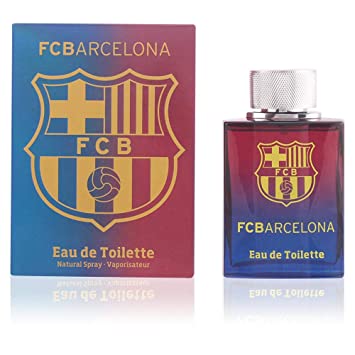 FCBARCELONA
FCB
Eau de Toilette
Natural Spray - Vaporisateur
FCB
FCBARCELONA
Eau de Toilette